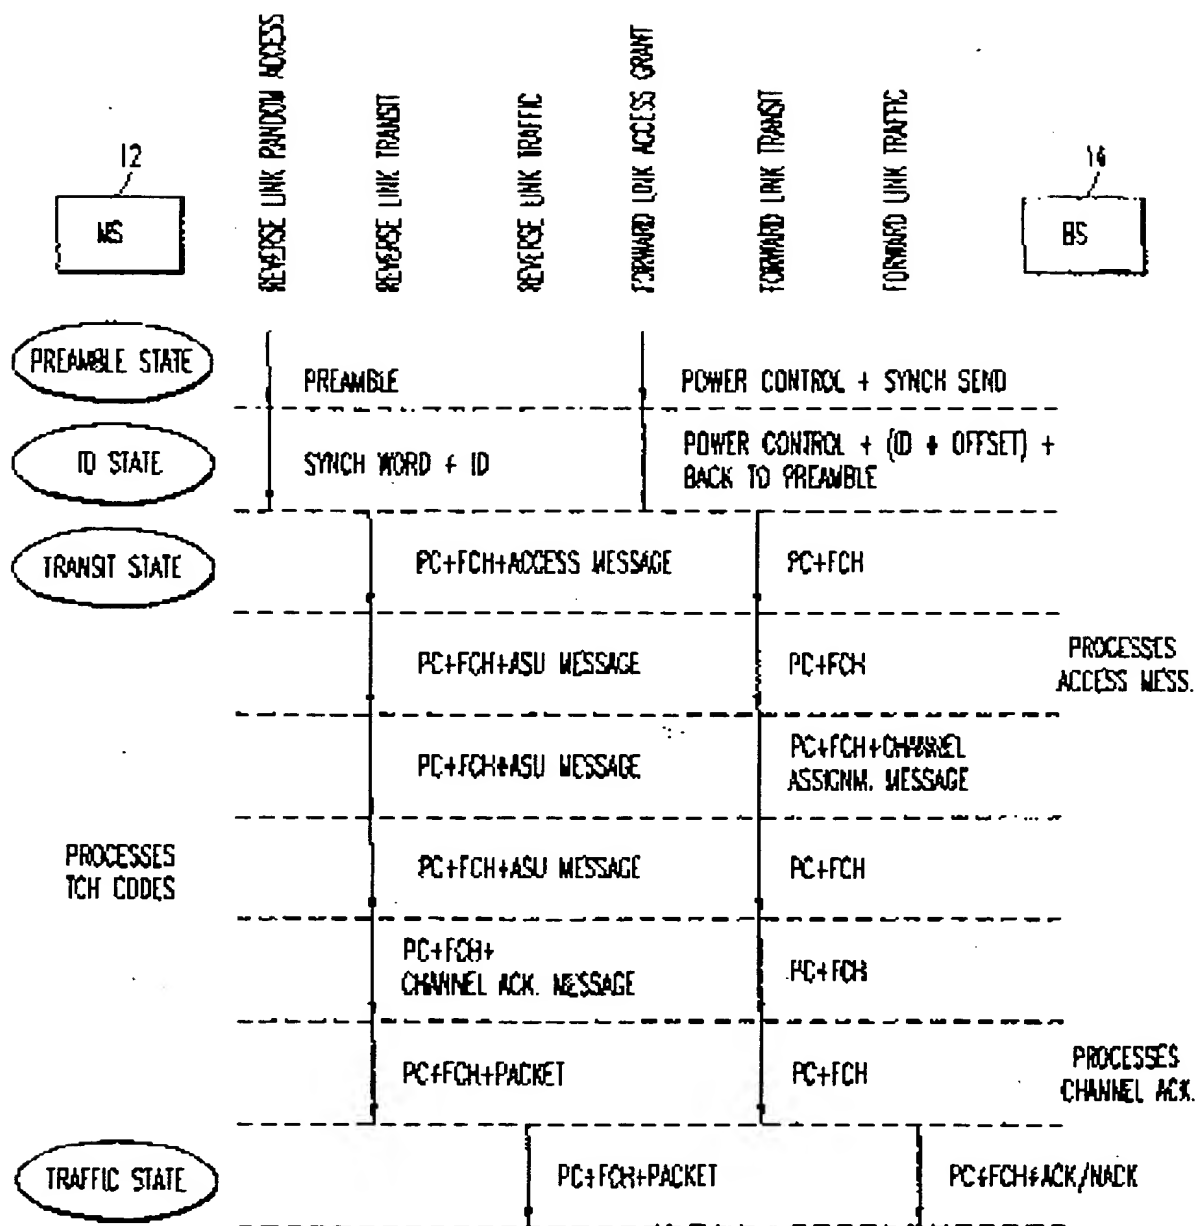 REVERSE LINK RANDOM ACCESS
REVERSE LINK TRANSIT
REVERSE LINK TRAFFIC
FORWARD LINK ACCESS GRANT
FORWARD LINK TRANSIT
FORWARD LINK TRAFFIC
12
MS
16
BS
PREAMBLE STATE
PREAMBLE
POWER CONTROL + SYNCH SEND
ID STATE
SYNCH WORD + ID
POWER CONTROL + (ID + OFFSET) +
BACK TO PREAMBLE
TRANSIT STATE
PC+FCH+ACCESS MESSAGE
PC+FCH
PC+FCH+ASU MESSAGE
PC+FCH
PROCESSES
ACCESS MESS.
PC+FCH+ASU MESSAGE
PC+FCH+CHANNEL
ASSIGNM. MESSAGE
PROCESSES
TCH CODES
PC+FCH+ASU MESSAGE
PC+FCH
PC+FCH+
CHANNEL ACK. MESSAGE
PC+FCH
PC+FCH+PACKET
PC+FCH
PROCESSES
CHANNEL ACK.
TRAFFIC STATE
PC+FCH+PACKET
PC+FCH+ACK/NACK